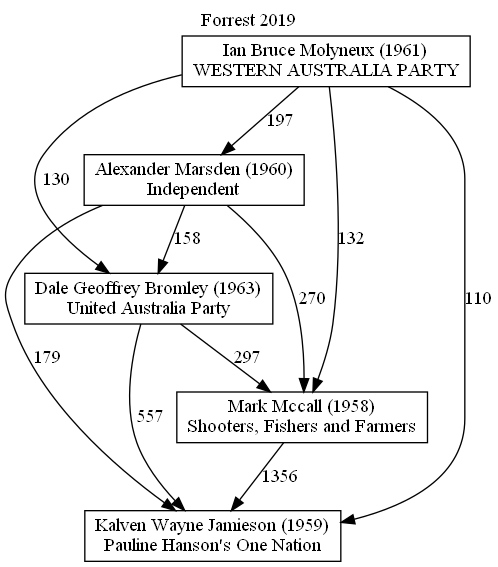 Forrest 2019
Ian Bruce Molyneux (1961)
WESTERN AUSTRALIA PARTY
197
Alexander Marsden (1960)
Independent
130
158
132
Dale Geoffrey Bromley (1963)
United Australia Party
270
110
179
297
Mark Mccall (1958)
Shooters, Fishers and Farmers
557
1356
Kalven Wayne Jamieson (1959)
Pauline Hanson's One Nation